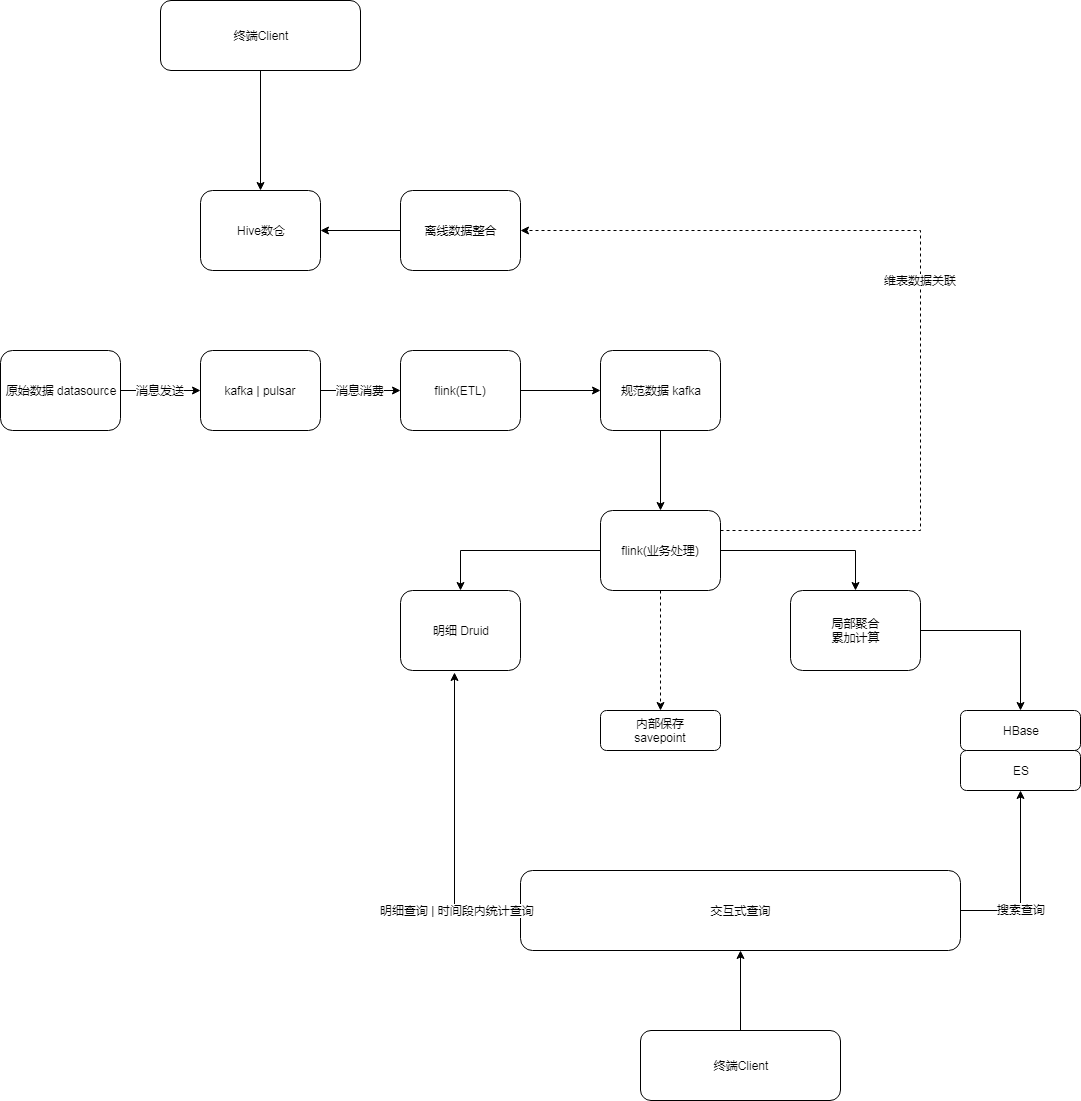 终端Client
Hive数仓
离线数据整合
维表数据关联
原始数据 datasource
消息发送
kafka | pulsar
消息消费
flink(ETL)
规范数据 kafka
flink(业务处理)
明细 Druid
局部聚合
累加计算
内部保存
savepoint
HBase
ES
明细查询 | 时间段内统计查询
交互式查询
搜索查询
终端Client